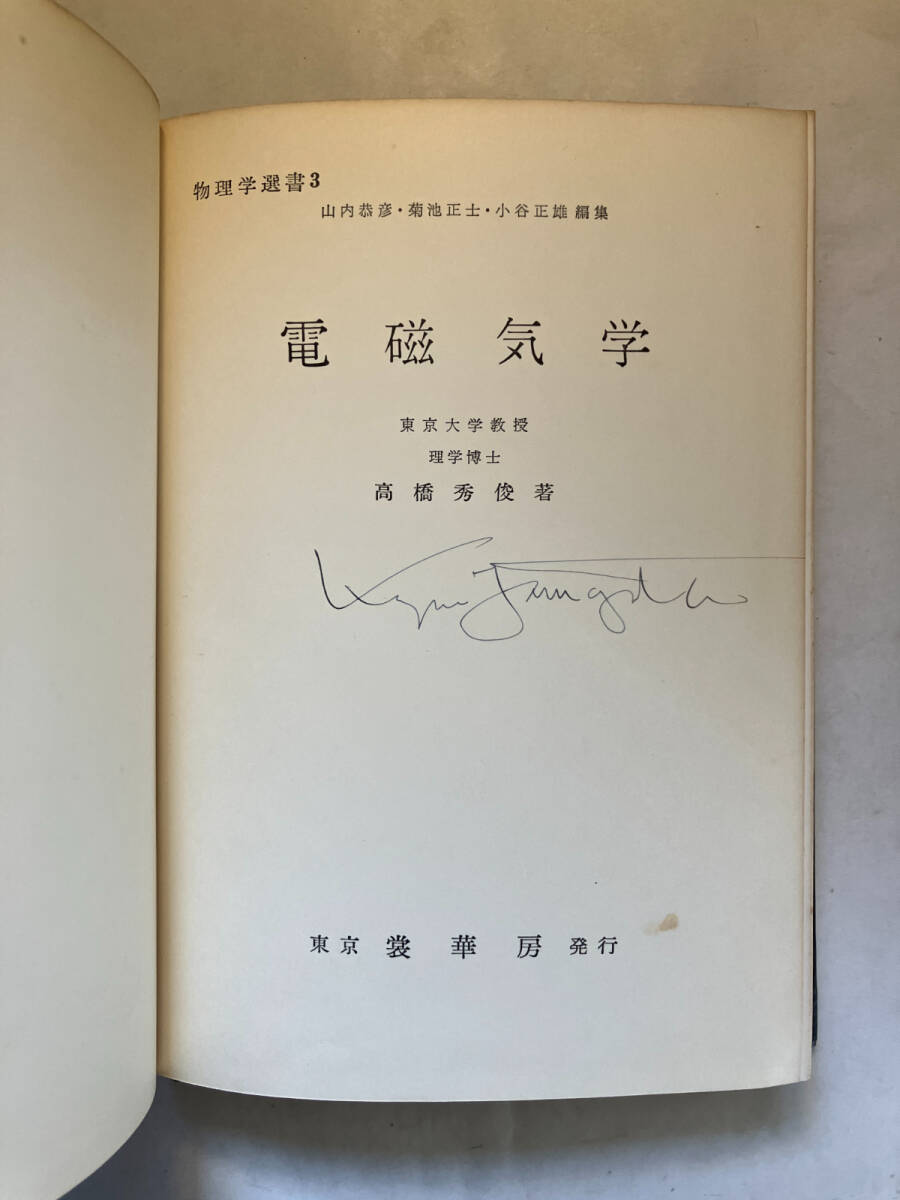 物理学選書3
山内恭彦・菊池正士・小谷正雄 編集
電磁気学
東京大学教授
理学博士
高橋秀俊著
東京 裳華房 発行